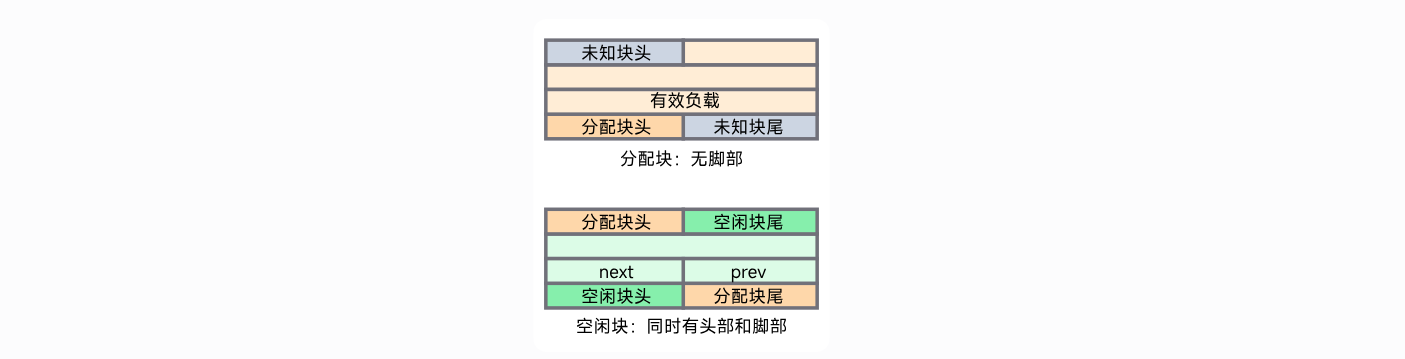 未知块头
有效负载
分配块头 未知块尾
分配块：无脚部
分配块头 空闲块尾
next prev
空闲块头 分配块尾
空闲块：同时有头部和脚部